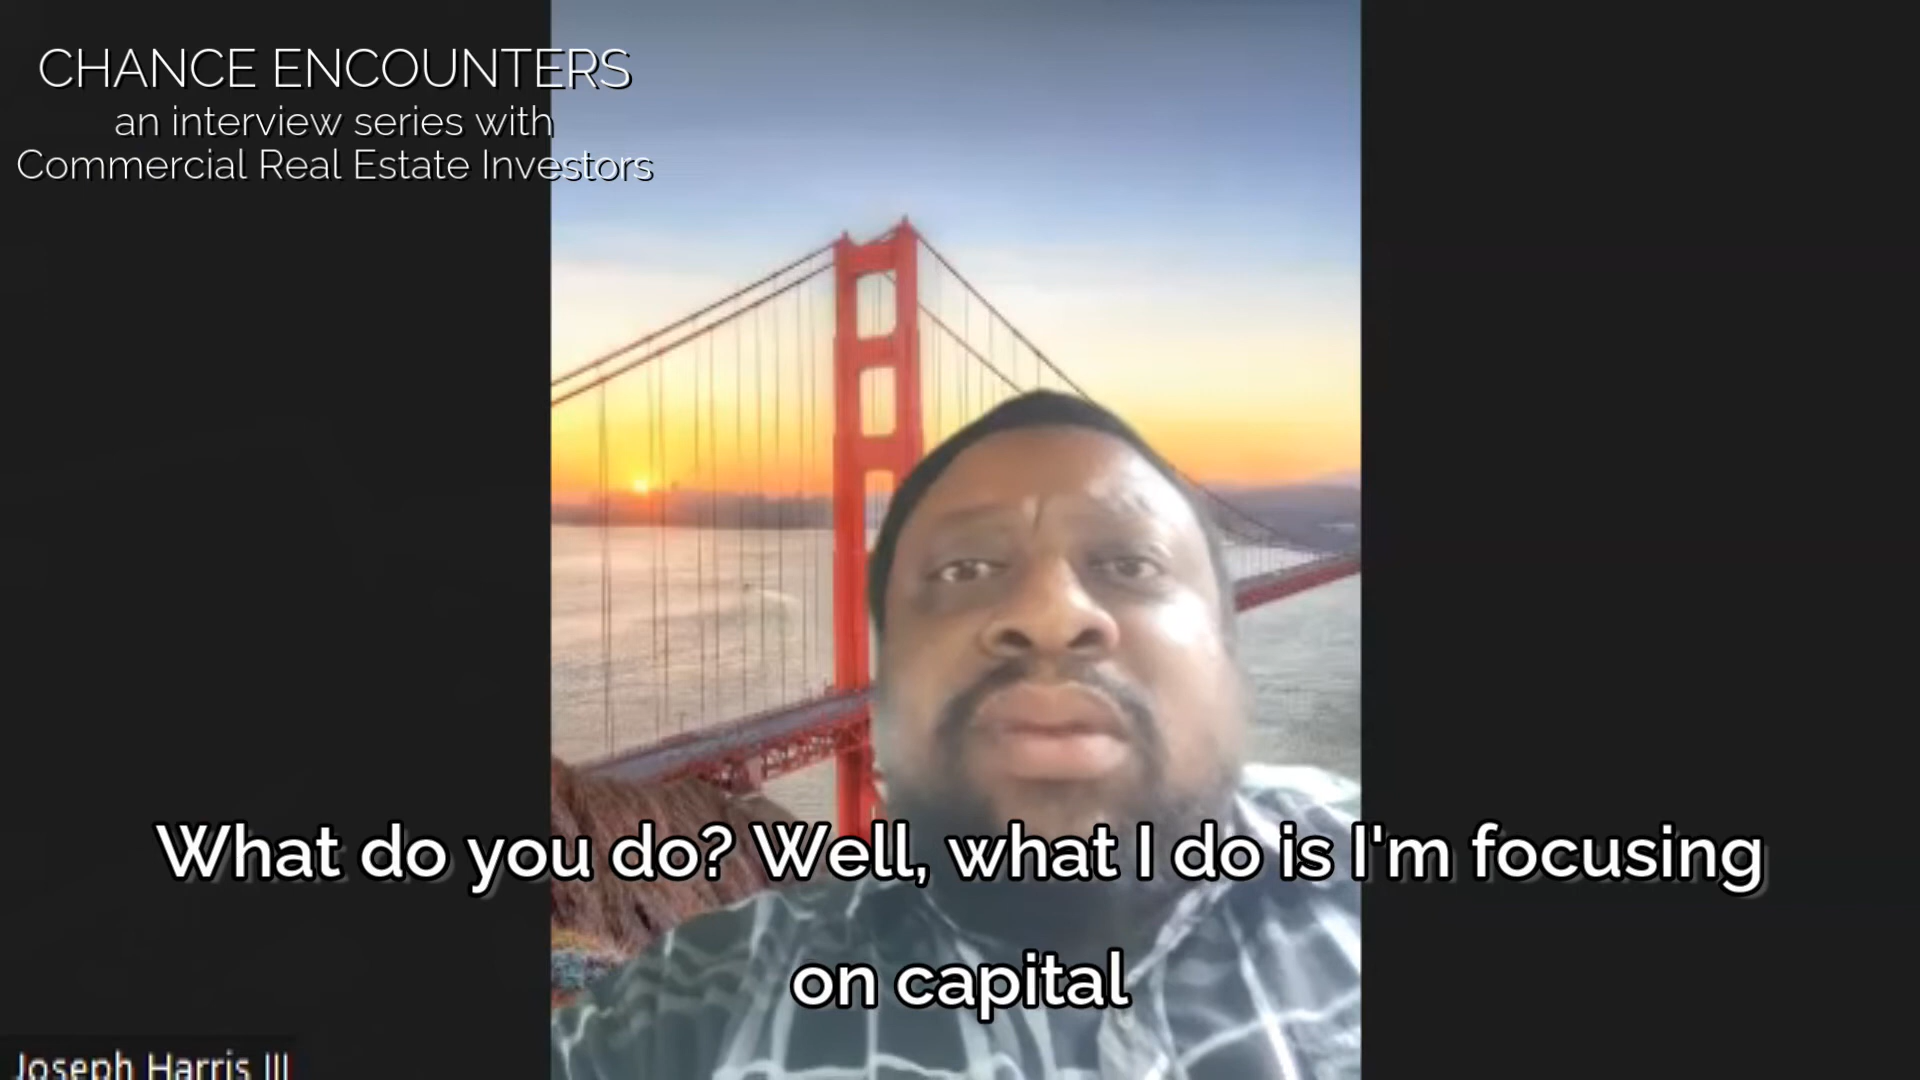 CHANCE ENCOUNTERS
an interview series with
Commercial Real Estate Investors
What do you do? Well, what I do is I'm focusing
on capital
Joseph Harris III